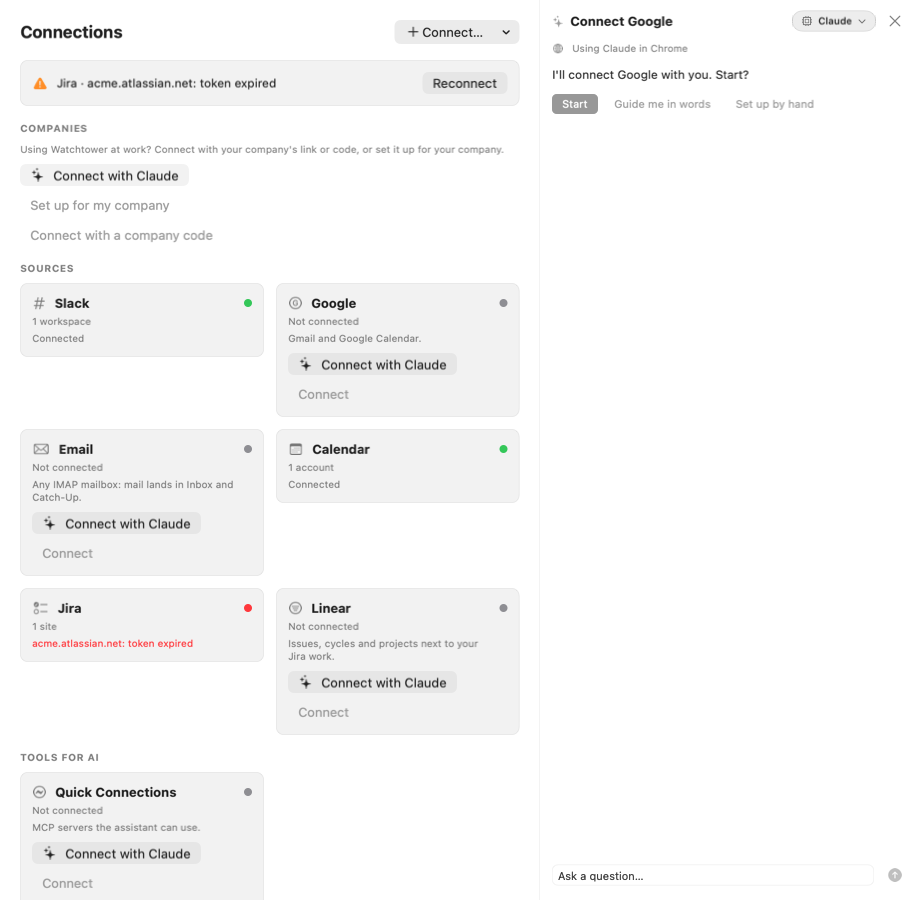 Connections
Connect...
Jira · acme.atlassian.net: token expired
Reconnect
COMPANIES
Using Watchtower at work? Connect with your company's link or code, or set it up for your company.
Connect with Claude
Set up for my company
Connect with a company code
SOURCES
Slack
1 workspace
Connected
Google
Not connected
Gmail and Google Calendar.
Connect with Claude
Connect
Email
Not connected
Any IMAP mailbox: mail lands in Inbox and
Catch-Up.
Connect with Claude
Connect
Calendar
1 account
Connected
Jira
1 site
acme.atlassian.net: token expired
Linear
Not connected
Issues, cycles and projects next to your
Jira work.
Connect with Claude
Connect
TOOLS FOR AI
Quick Connections
Not connected
MCP servers the assistant can use.
Connect with Claude
Connect
Connect Google
Claude
Using Claude in Chrome
I'll connect Google with you. Start?
Start
Guide me in words
Set up by hand
Ask a question...